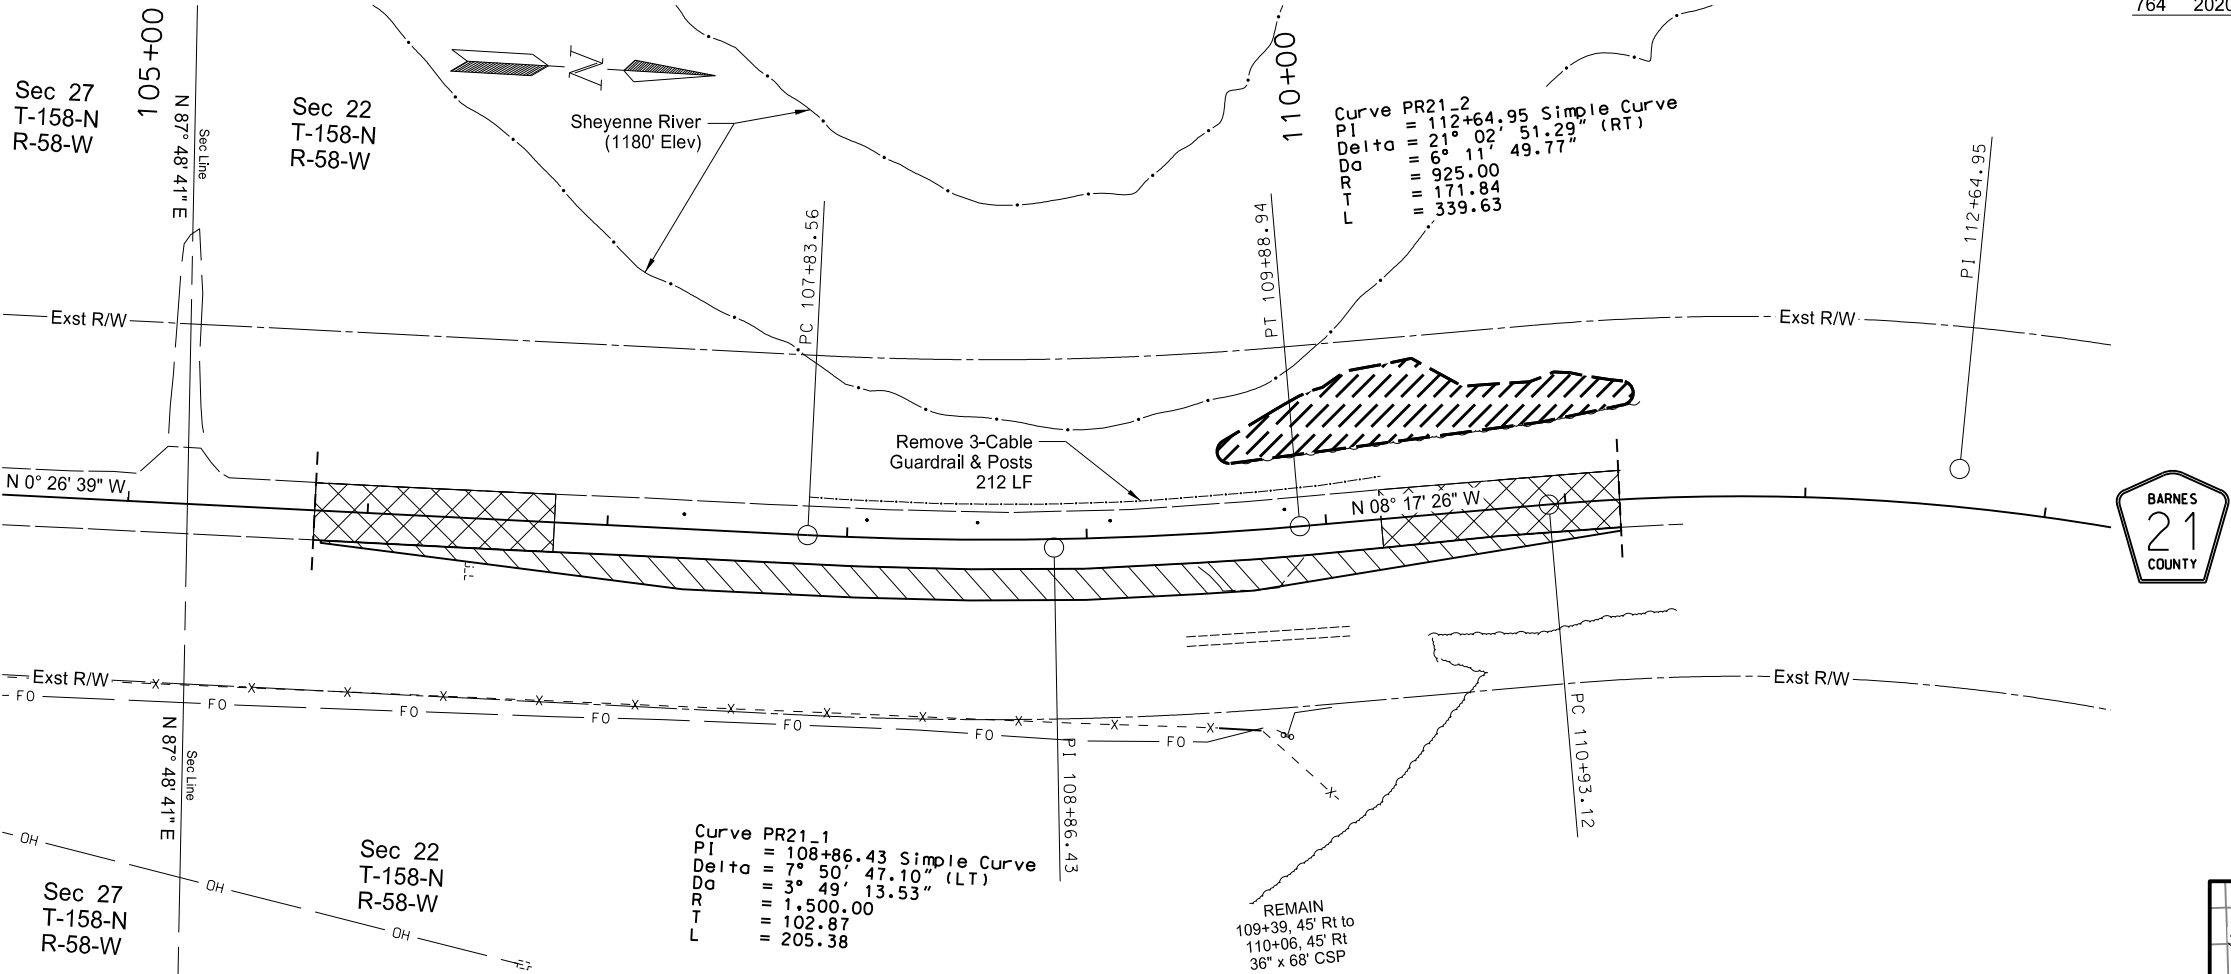 764 2020
105+00
Sec 27
T-158-N
R-58-W
N 87° 48' 41" E
Sec Line
Sec 22
T-158-N
R-58-W
N
Sheyenne River
(1180' Elev)
110+00
Curve PR21_2
PI = 112+64.95 Simple Curve
Delta = 21° 02' 51.29" (RT)
Da = 6° 11' 49.77"
R = 925.00
T = 171.84
L = 339.63
PC 107+83.56
PT 109+88.94
PI 112+64.95
Exst R/W
Exst R/W
Remove 3-Cable
Guardrail & Posts
212 LF
N 0° 26' 39" W
N 08° 17' 26" W
BARNES
21
COUNTY
Exst R/W
Exst R/W
X X X X X X X X X X X X
X
FO FO FO FO FO FO FO
N 87° 48' 41" E
Sec Line
PI 108+86.43
PC 110+93.12
OH
OH
OH
Sec 22
T-158-N
R-58-W
Sec 27
T-158-N
R-58-W
Curve PR21_1
PI = 108+86.43 Simple Curve
Delta = 7° 50' 47.10" (LT)
Da = 3° 49' 13.53"
R = 1,500.00
T = 102.87
L = 205.38
REMAIN
109+39, 45' Rt to
110+06, 45' Rt
36" x 68' CSP